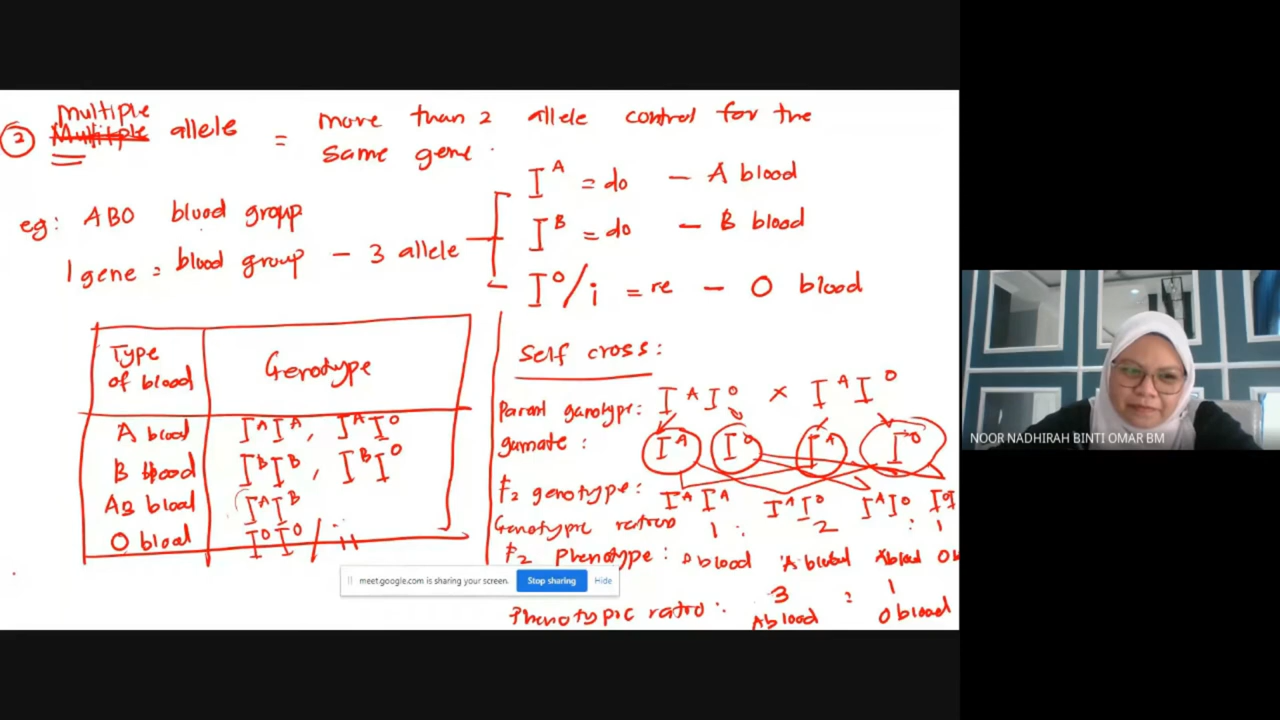 multiple
② Multiple allele = more than 2 allele control for the
same gene.
eg: ABO blood group
1 gene = blood group - 3 allele
I^A = do - A blood
I^B = do - B blood
I^O/i = re - O blood
Type of blood | Genotype
A blood | I^A I^A, I^A I^O
B blood | I^B I^B, I^B I^O
AB blood | I^A I^B
O blood | I^O I^O / ii
Self cross:
Parent genotype: I^A I^O × I^A I^O
gamate: I^A I^O I^A I^O
F2 genotype: I^A I^A I^A I^O I^A I^O I^O I
Genotypic ratio 1 : 2 : 1
F2 Phenotype: A blood A blood A blood O b
Phenotypic ratio: 3 : 1
A blood O blood
meet.google.com is sharing your screen. Stop sharing Hide
NOOR NADHIRAH BINTI OMAR BM